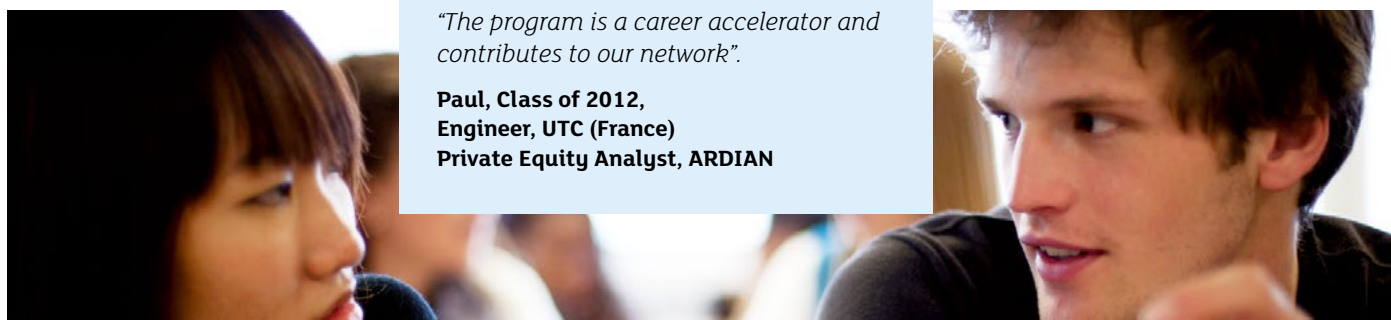 “The program is a career accelerator and
contributes to our network”.
Paul, Class of 2012,
Engineer, UTC (France)
Private Equity Analyst, ARDIAN